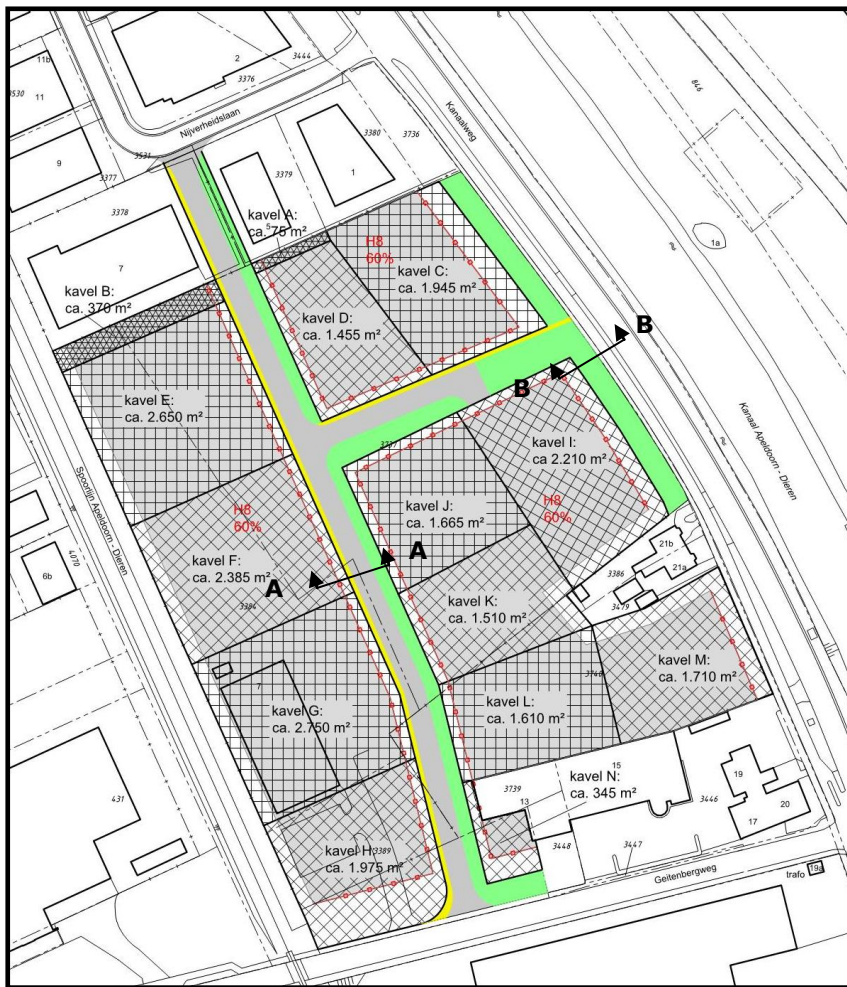 11b
3530
11
2
3376
3444
Nijverheidslaan
Kanaalweg
846
3380
3736
9
3531
3377
3379
1
3378
kavel A:
5
ca. 75 m²
1a
H8
60%
kavel C:
ca. 1.945 m²
7
kavel B:
ca. 370 m²
kavel D:
ca. 1.455 m²
B
B
kavel E:
ca. 2.650 m²
3737
kavel I:
ca 2.210 m²
Kanaal Apeldoorn - Dieren
Spoorlijn Apeldoorn - Dieren
H8
60%
kavel J:
ca. 1.665 m²
H8
60%
4070
6b
kavel F:
ca. 2.385 m²
A
A
21b
21a
3386
3384
kavel K:
ca. 1.510 m²
3479
7
kavel G:
ca. 2.750 m²
kavel M:
ca. 1.710 m²
3740
kavel L:
ca. 1.610 m²
15
kavel N:
ca. 345 m²
3739
13
19
431
3446
20
17
kavel H:
3389
ca. 1.975 m²
3448
3447
Geitenbergweg
trafo
19a